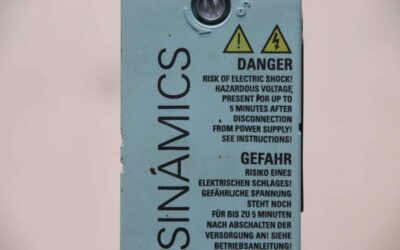 SINAMICS
DANGER
RISK OF ELECTRIC SHOCK!
HAZARDOUS VOLTAGE
PRESENT FOR UP TO
5 MINUTES AFTER
DISCONNECTION
FROM POWER SUPPLY!
SEE INSTRUCTIONS!
GEFAHR
RISIKO EINES
ELEKTRISCHEN SCHLAGES!
GEFÄHRLICHE SPANNUNG
STEHT NOCH
FÜR BIS ZU 5 MINUTEN
NACH ABSCHALTEN DER
VERSORGUNG AN! SIEHE
BETRIEBSANLEITUNG!